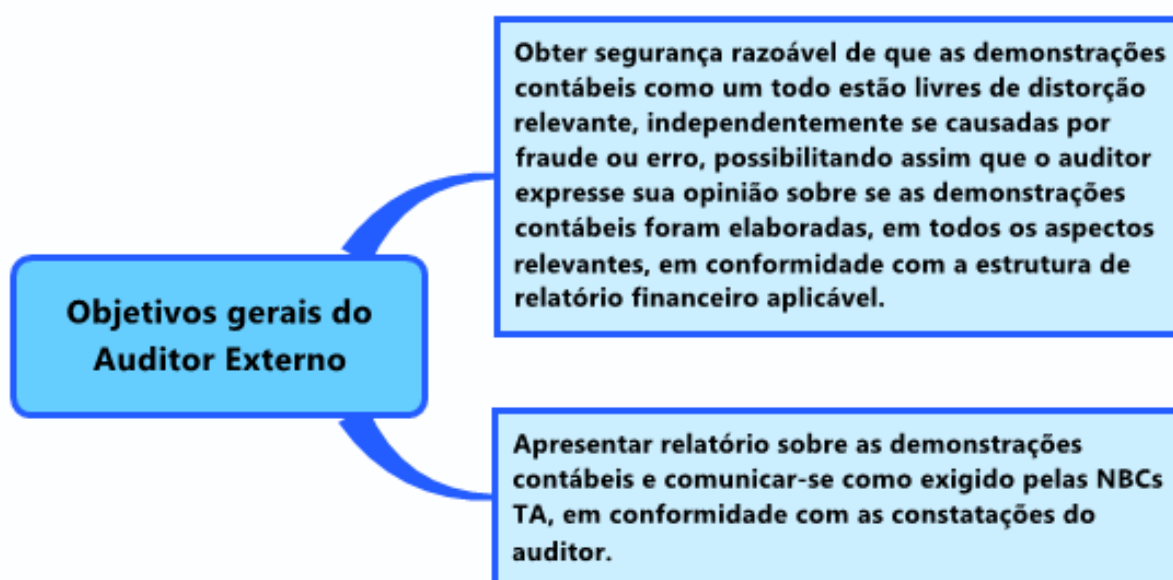 Objetivos gerais do
Auditor Externo
Obter segurança razoável de que as demonstrações
contábeis como um todo estão livres de distorção
relevante, independentemente se causadas por
fraude ou erro, possibilitando assim que o auditor
expresse sua opinião sobre se as demonstrações
contábeis foram elaboradas, em todos os aspectos
relevantes, em conformidade com a estrutura de
relatório financeiro aplicável.
Apresentar relatório sobre as demonstrações
contábeis e comunicar-se como exigido pelas NBCs
TA, em conformidade com as constatações do
auditor.